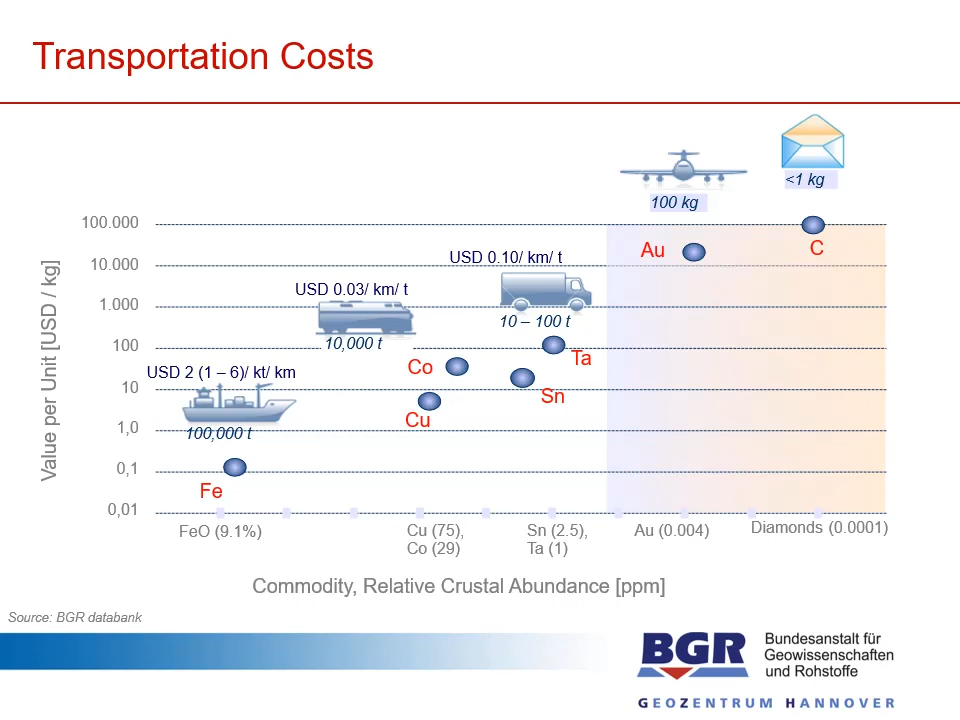 Transportation Costs
<1 kg
100 kg
100.000
10.000
1.000
100
10
1,0
0,1
0,01
Value per Unit [USD / kg]
Au
C
USD 0.10/ km/ t
10 – 100 t
USD 0.03/ km/ t
10,000 t
USD 2 (1 – 6)/ kt/ km
100,000 t
Co
Ta
Sn
Cu
Fe
FeO (9.1%)
Cu (75),
Co (29)
Sn (2.5),
Ta (1)
Au (0.004)
Diamonds (0.0001)
Commodity, Relative Crustal Abundance [ppm]
Source: BGR databank
BGR
Bundesanstalt für
Geowissenschaften
und Rohstoffe
GEOZENTRUM HANNOVER